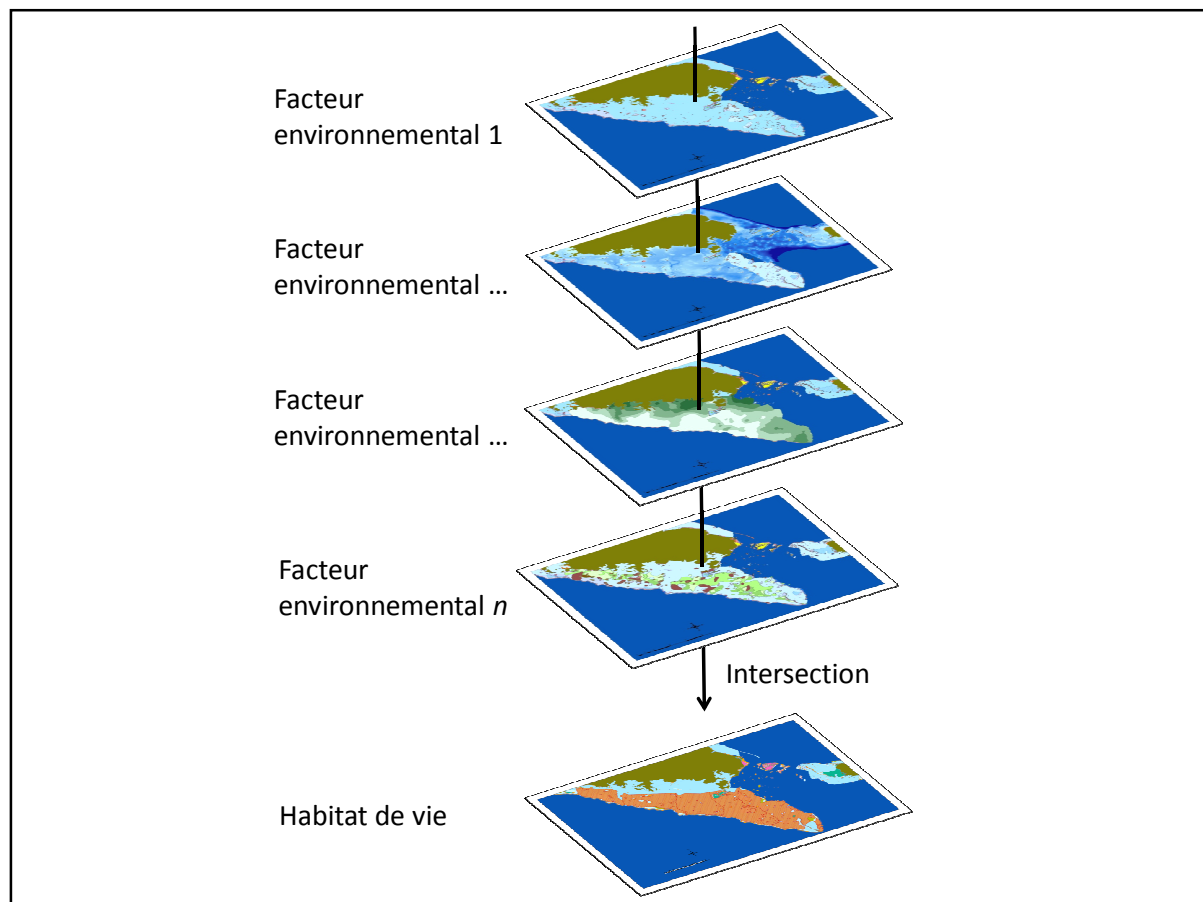 Facteur
environnemental 1
Facteur
environnemental ...
Facteur
environnemental ...
Facteur
environnemental n
Intersection
Habitat de vie